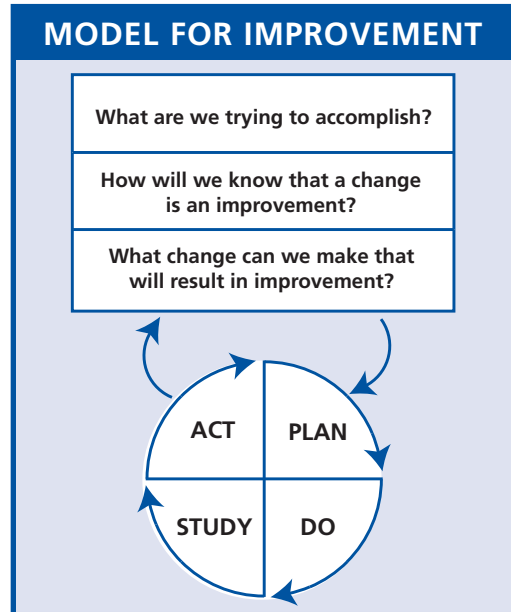 MODEL FOR IMPROVEMENT
What are we trying to accomplish?
How will we know that a change
is an improvement?
What change can we make that
will result in improvement?
ACT
PLAN
STUDY
DO